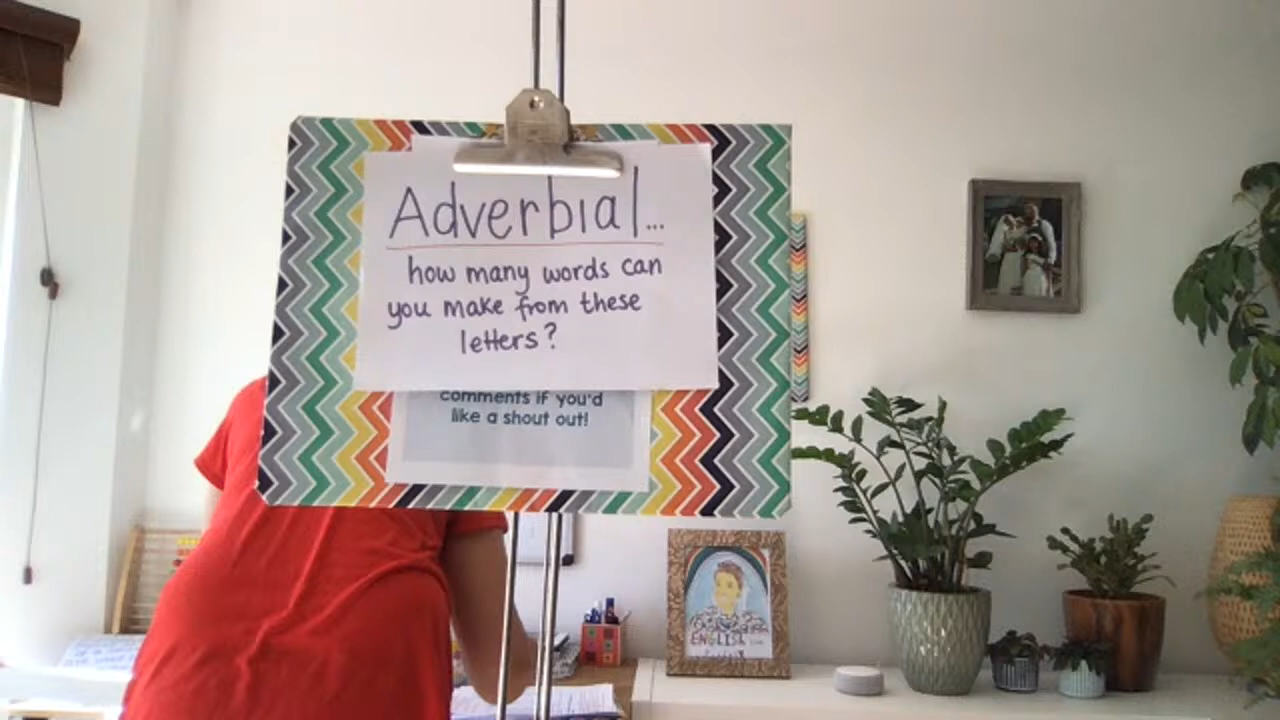 Adverbial...
how many words can
you make from these
letters?
comments if you'd
like a shout out!
ENGLISH